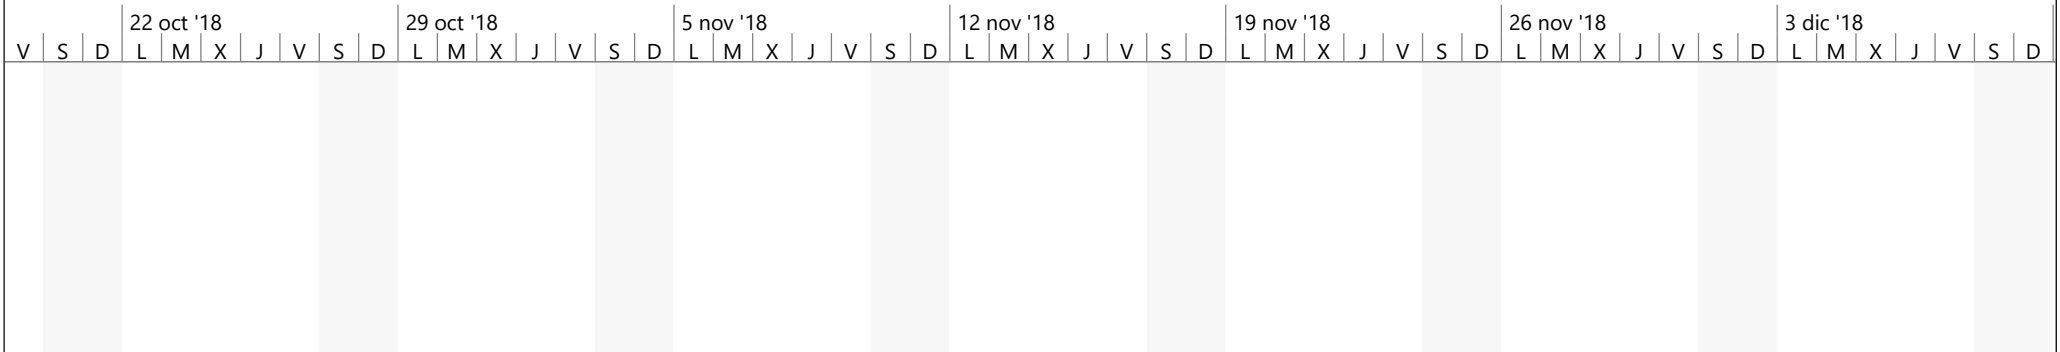 22 oct '18 29 oct '18 5 nov '18 12 nov '18 19 nov '18 26 nov '18 3 dic '18
V S D L M X J V S D L M X J V S D L M X J V S D L M X J V S D L M X J V S D L M X J V S D L M X J V S D